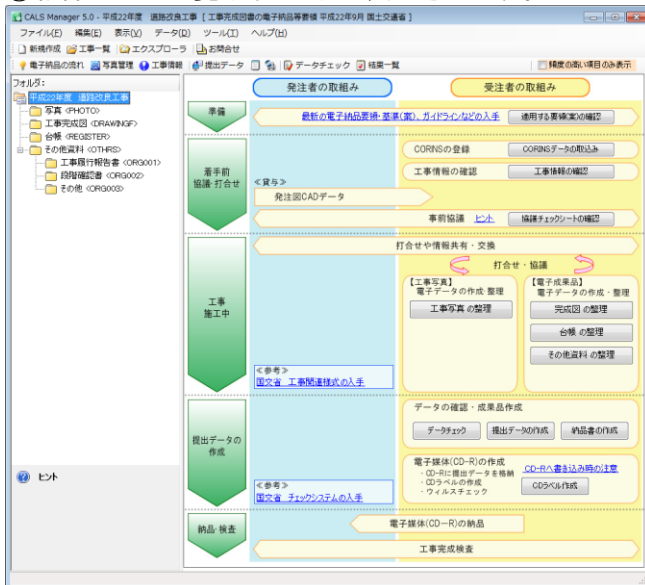 CALS Manager 5.0 - 平成22年度　道路改良工事 [ 工事完成図書の電子納品等要領 平成22年9月 国土交通省 ]
ファイル(F)　編集(E)　表示(V)　データ(D)　ツール(T)　ヘルプ(H)
新規作成　工事一覧　エクスプローラ　お問合せ
電子納品の流れ　写真管理　工事情報　提出データ　データチェック　結果一覧　頻度の高い項目のみ表示
フォルダ:
平成22年度　道路改良工事
写真 <PHOTO>
工事完成図 <DRAWINGF>
台帳 <REGISTER>
その他資料 <OTHRS>
工事履行報告書 <ORG001>
段階確認書 <ORG002>
その他 <ORG003>
ヒント
発注者の取組み　受注者の取組み
準備
最新の電子納品要領・基準(案)、ガイドラインなどの入手　適用する要領(案)の確認
着手前
協議・打合せ
CORINSの登録　CORINSデータの取込み
工事情報の確認　工事情報の確認
≪貸与≫
発注図CADデータ
事前協議　ヒント　協議チェックシートの確認
工事
施工中
打合せや情報共有・交換
打合せ・協議
【工事写真】
電子データの作成・整理
工事写真 の整理
【電子成果品】
電子データの作成・整理
完成図 の整理
台帳 の整理
その他資料 の整理
≪参考≫
国交省　工事関連様式の入手
提出データの
作成
データの確認・成果品作成
データチェック　提出データの作成　納品書の作成
電子媒体(CD-R)の作成
・CD-Rに提出データを格納
・CDラベルの作成
・ウィルスチェック
CD-Rへ書き込み時の注意
CDラベル作成
≪参考≫
国交省　チェックシステムの入手
納品・検査
電子媒体(CD-R)の納品
工事完成検査